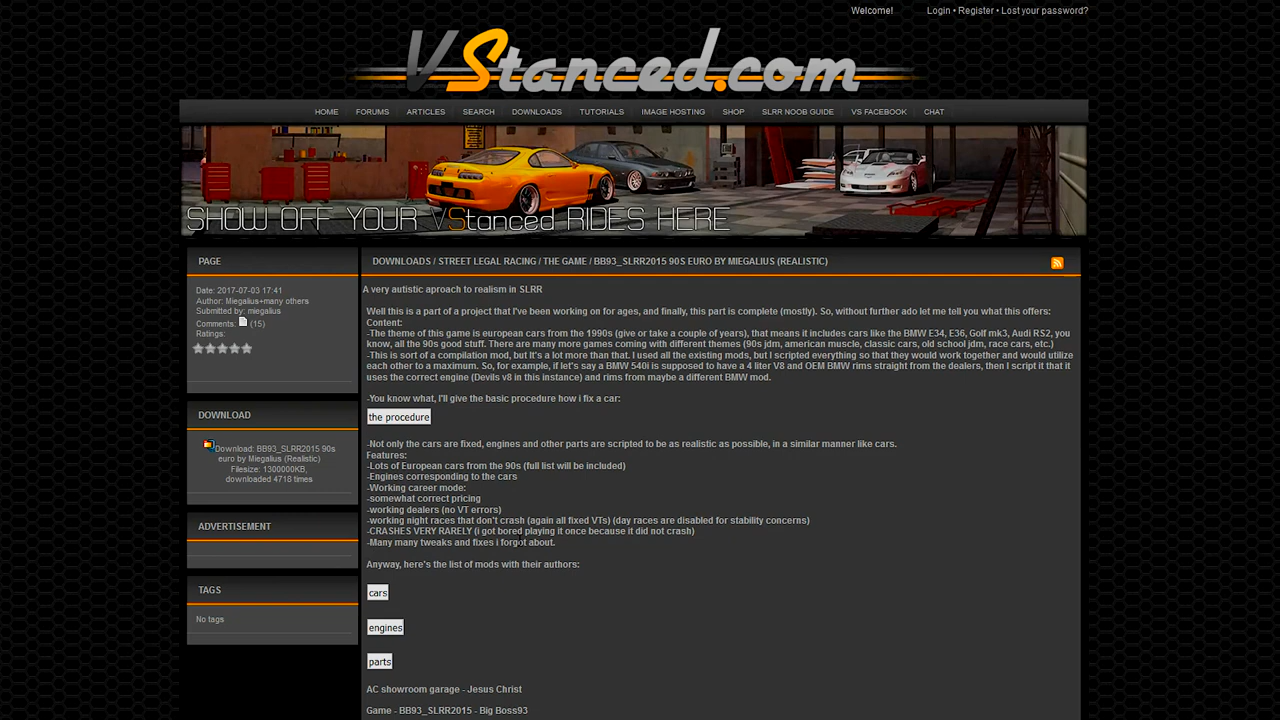 Welcome!
Login • Register • Lost your password?
VStanced.com
HOME
FORUMS
ARTICLES
SEARCH
DOWNLOADS
TUTORIALS
IMAGE HOSTING
SHOP
SLRR NOOB GUIDE
VS FACEBOOK
CHAT
SHOW OFF YOUR VStanced RIDES HERE
PAGE
Date: 2017-07-03 17:41
Author: Miegalius+many others
Submitted by: miegalius
Comments: (15)
Ratings:
DOWNLOAD
Download: BB93_SLRR2015 90s
euro by Miegalius (Realistic)
Filesize: 1300000KB,
downloaded 4718 times
ADVERTISEMENT
TAGS
No tags
DOWNLOADS / STREET LEGAL RACING / THE GAME / BB93_SLRR2015 90S EURO BY MIEGALIUS (REALISTIC)
A very autistic aproach to realism in SLRR
Well this is a part of a project that I've been working on for ages, and finally, this part is complete (mostly). So, without further ado let me tell you what this offers:
Content:
-The theme of this game is european cars from the 1990s (give or take a couple of years), that means it includes cars like the BMW E34, E36, Golf mk3, Audi RS2, you
know, all the 90s good stuff. There are many more games coming with different themes (90s jdm, american muscle, classic cars, old school jdm, race cars, etc.)
-This is sort of a compilation mod, but It's a lot more than that. I used all the existing mods, but I scripted everything so that they would work together and would utilize
each other to a maximum. So, for example, if let's say a BMW 540i is supposed to have a 4 liter V8 and OEM BMW rims straight from the dealers, then I script it that it
uses the correct engine (Devils v8 in this instance) and rims from maybe a different BMW mod.
-You know what, I'll give the basic procedure how i fix a car:
the procedure
-Not only the cars are fixed, engines and other parts are scripted to be as realistic as possible, in a similar manner like cars.
Features:
-Lots of European cars from the 90s (full list will be included)
-Engines corresponding to the cars
-Working career mode:
-somewhat correct pricing
-working dealers (no VT errors)
-working night races that don't crash (again all fixed VTs) (day races are disabled for stability concerns)
-CRASHES VERY RARELY (i got bored playing it once because it did not crash)
-Many many tweaks and fixes i forgot about.
Anyway, here's the list of mods with their authors:
cars
engines
parts
AC showroom garage - Jesus Christ
Game - BB93_SLRR2015 - Big Boss93